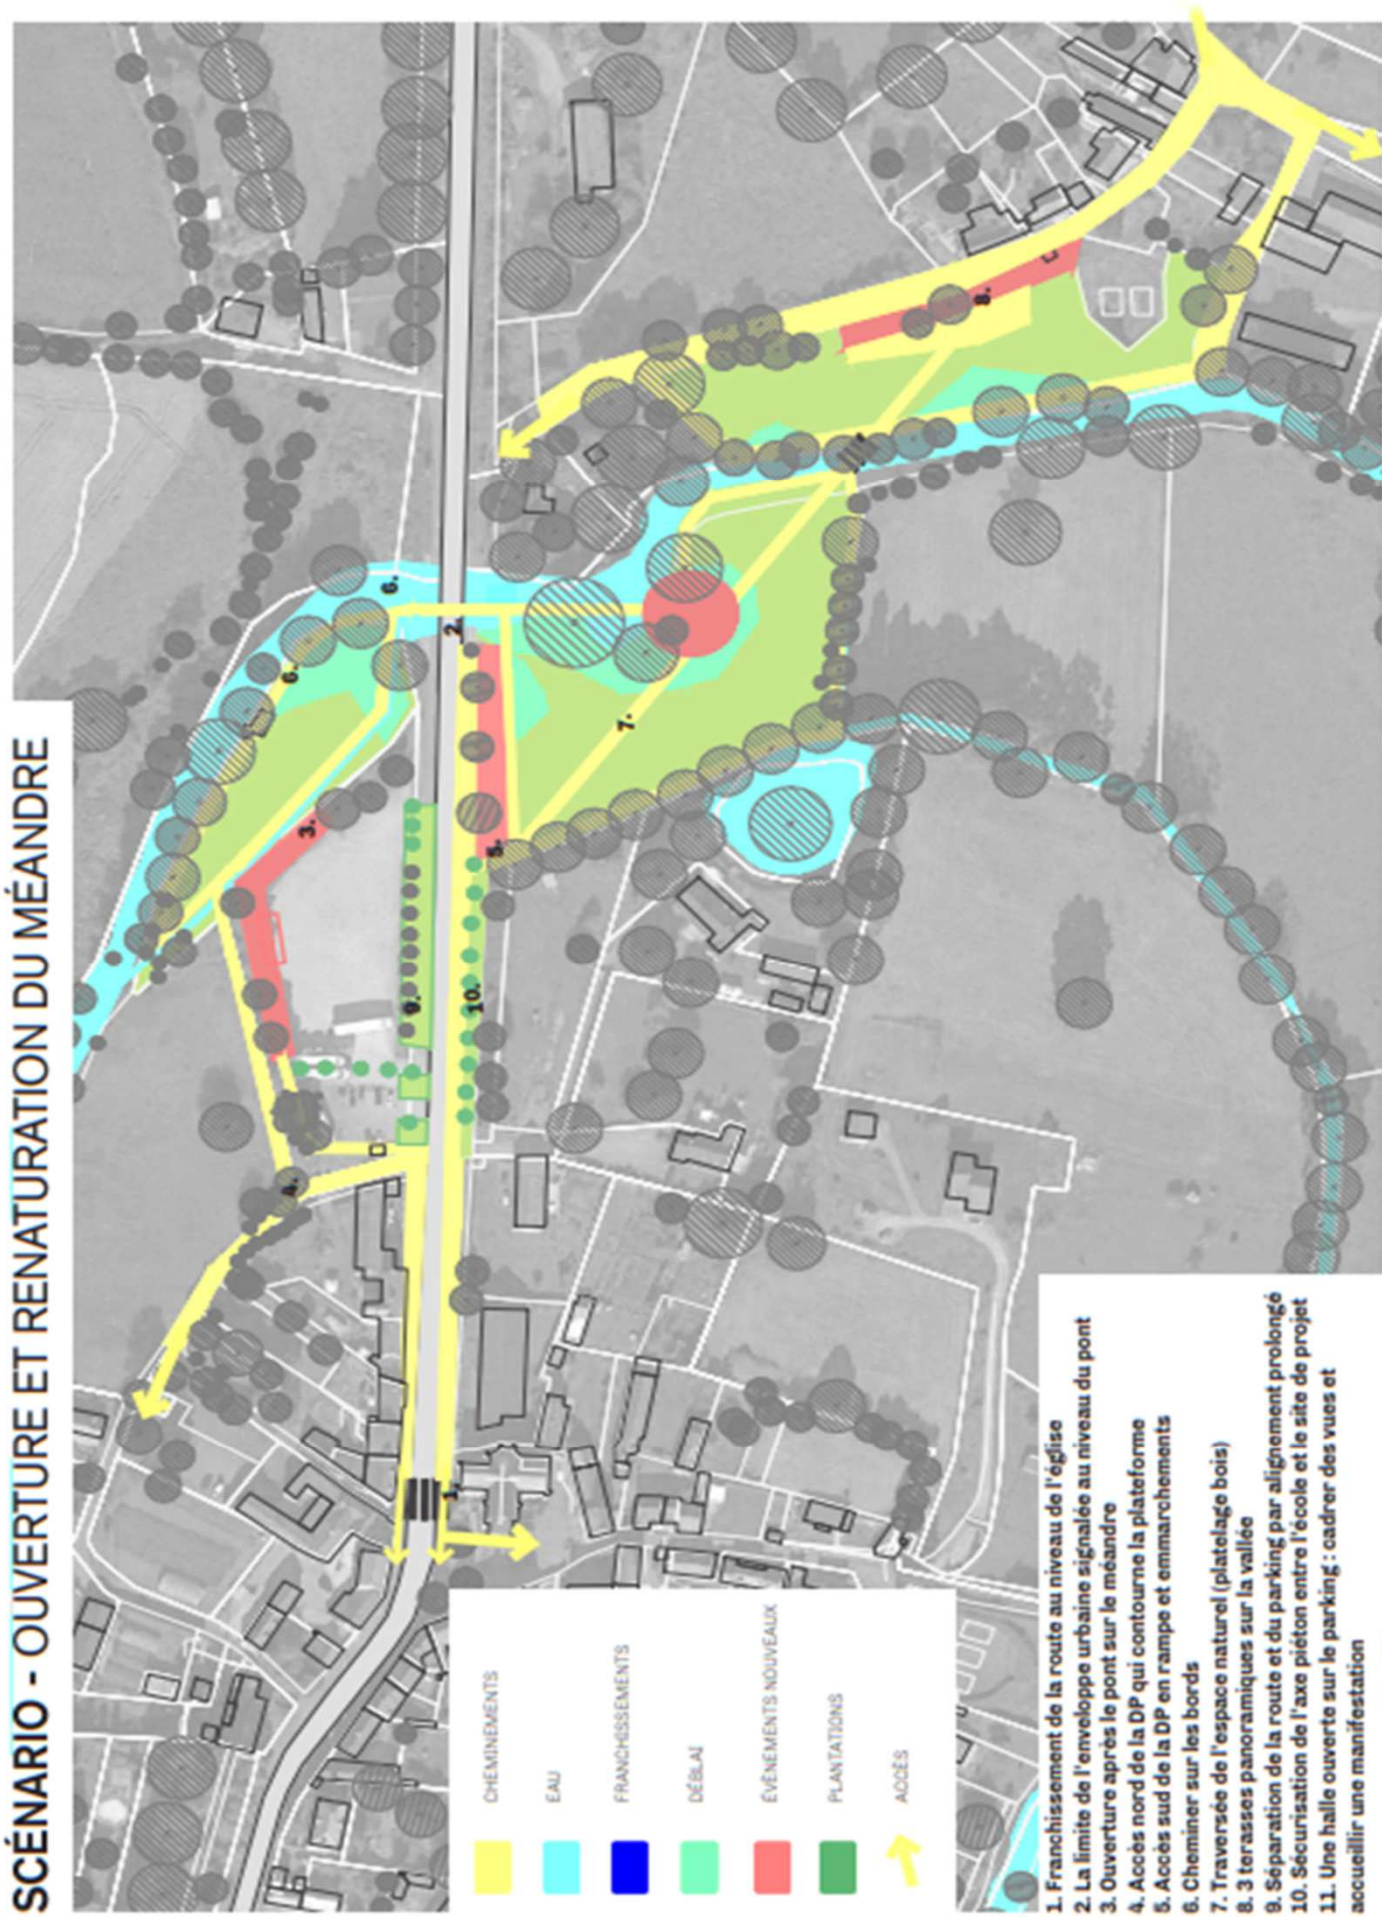 SCÉNARIO - OUVERTURE ET RENATURATION DU MÉANDRE
6.
6.
2.
3.
7.
8.
5.
9.
10.
4.
1.
CHEMINEMENTS
EAU
FRANCHISSEMENTS
DÉBLAI
ÉVÈNEMENTS NOUVEAUX
PLANTATIONS
ACCÈS
1. Franchissement de la route au niveau de l'église
2. La limite de l'enveloppe urbaine signalée au niveau du pont
3. Ouverture après le pont sur le méandre
4. Accès nord de la DP qui contourne la plateforme
5. Accès sud de la DP en rampe et emmarchements
6. Cheminer sur les bords
7. Traversée de l'espace naturel (platelage bois)
8. 3 terasses panoramiques sur la vallée
9. Séparation de la route et du parking par alignement prolongé
10. Sécurisation de l'axe piéton entre l'école et le site de projet
11. Une halle ouverte sur le parking : cadrer des vues et
accueillir une manifestation